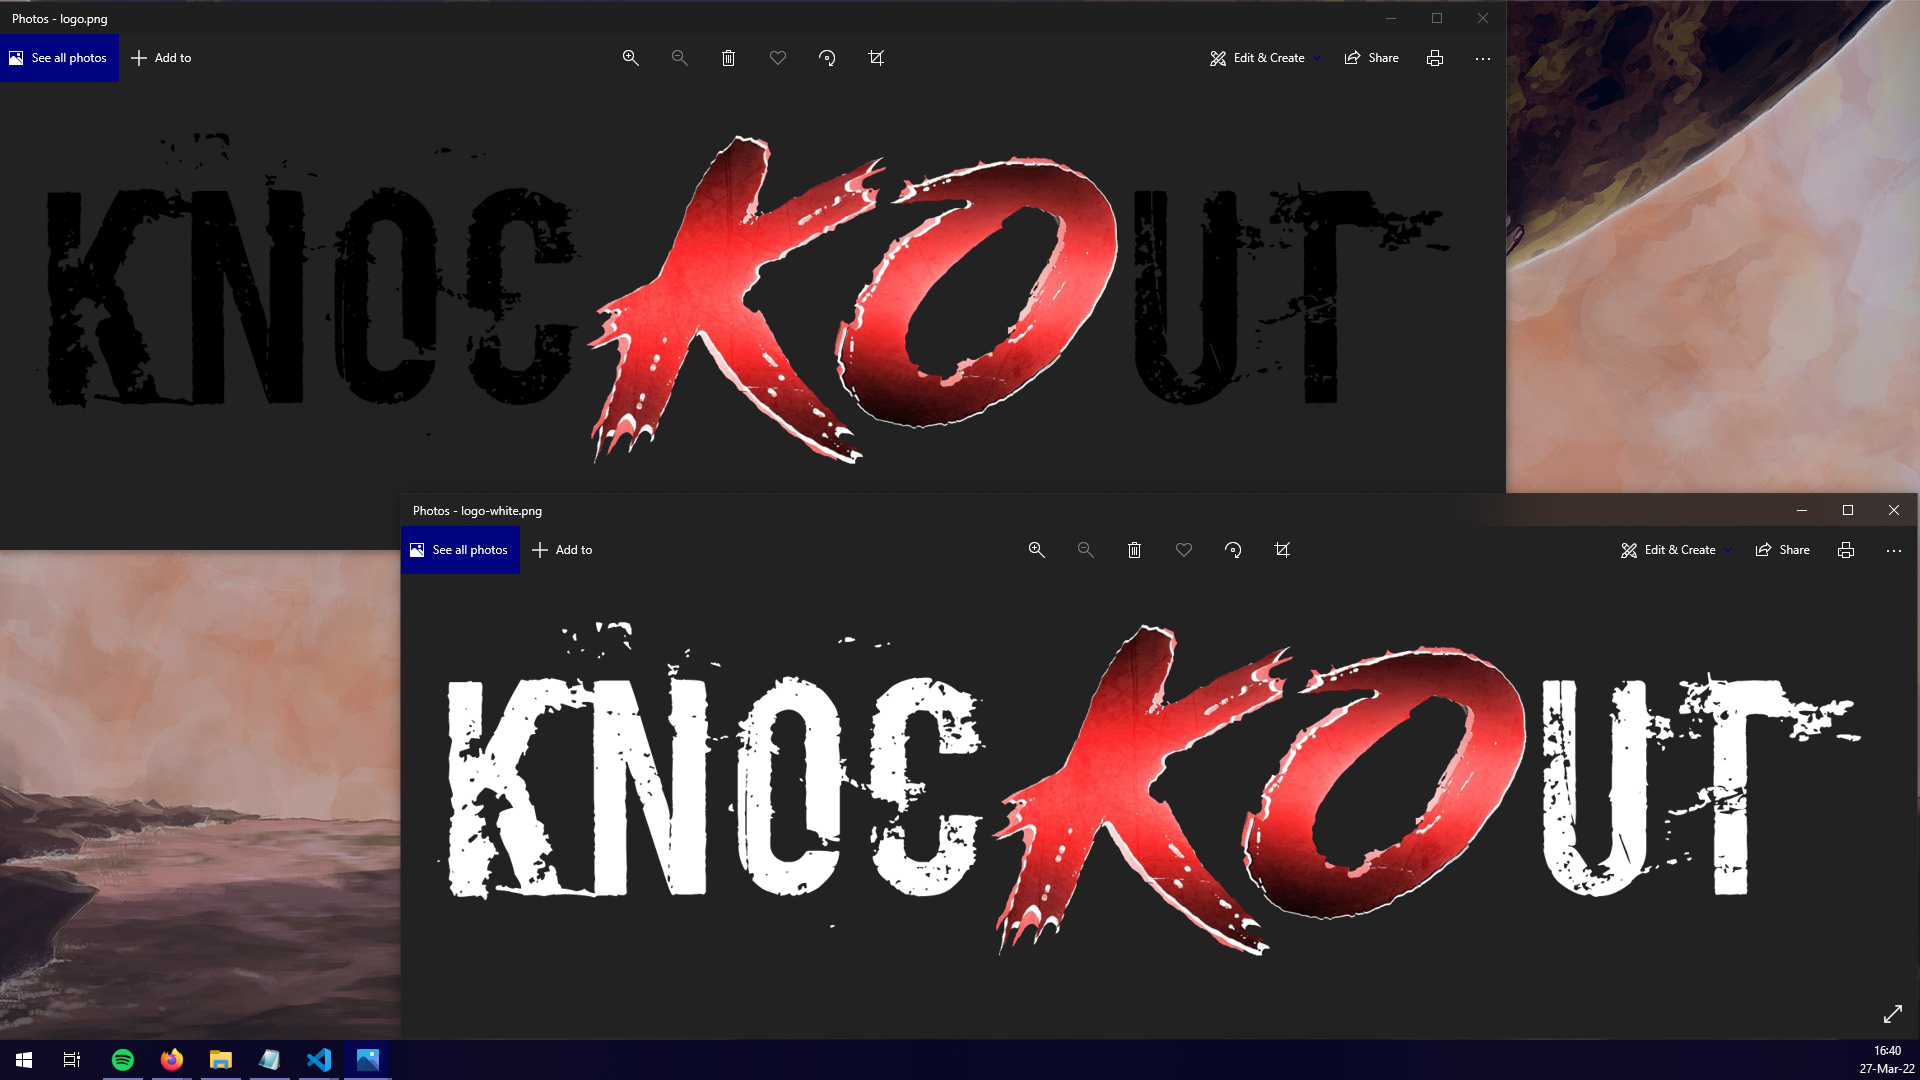 Photos - logo.png
See all photos
Add to
Edit & Create
Share
KNOCKOUT
Photos - logo-white.png
See all photos
Add to
Edit & Create
Share
KNOCKOUT
16:40
27-Mar-22